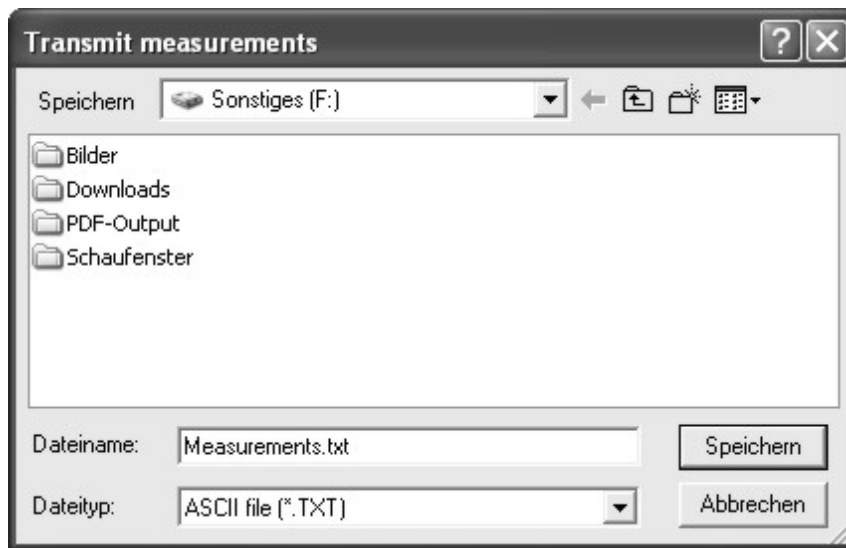 Transmit measurements
Speichern Sonstiges (F:)
Bilder
Downloads
PDF-Output
Schaufenster
Dateiname: Measurements.txt Speichern
Dateityp: ASCII file (*.TXT) Abbrechen